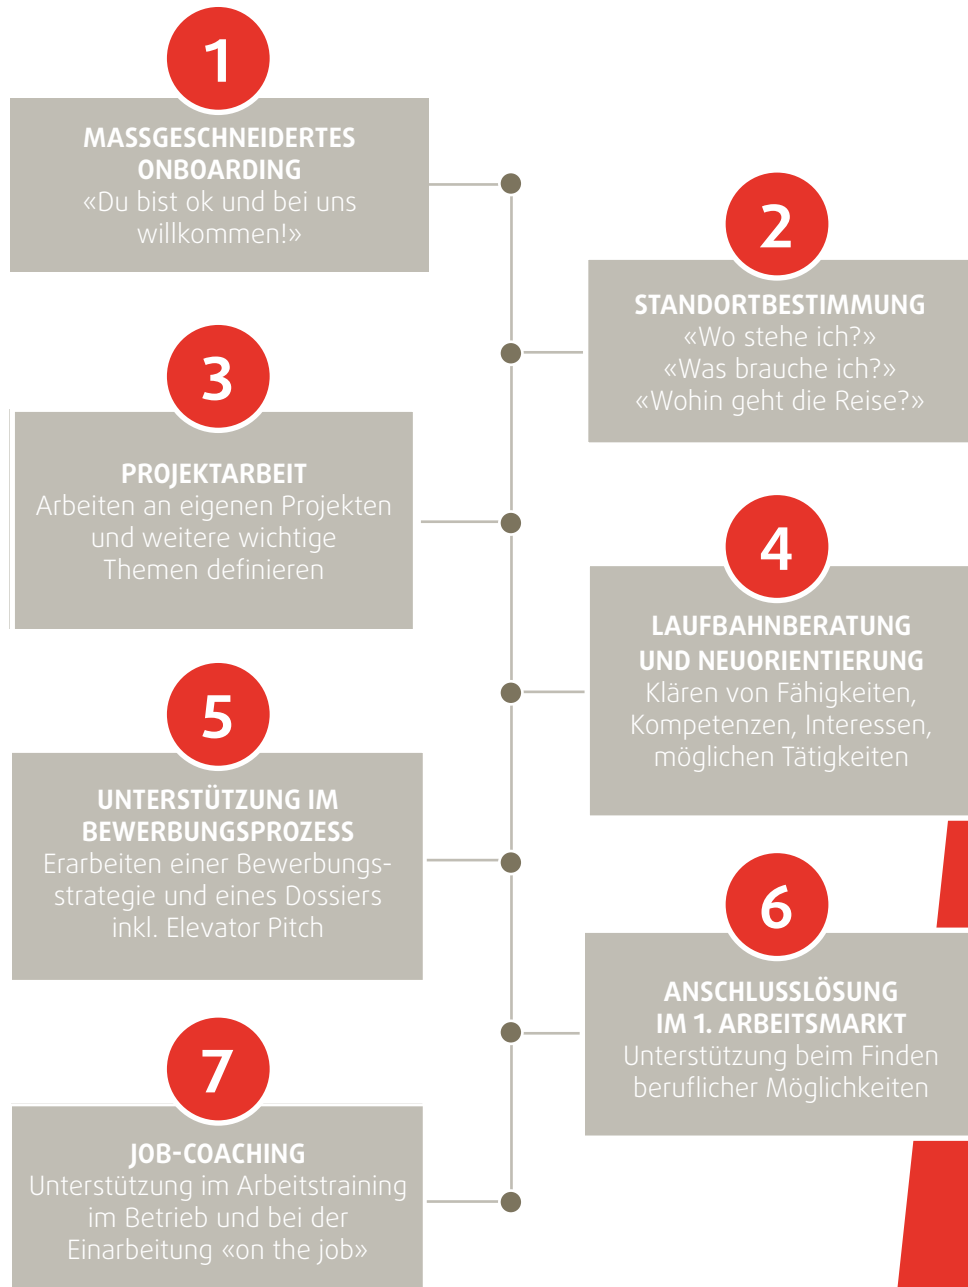 1
MASSGESCHNEIDERTES
ONBOARDING
«Du bist ok und bei uns
willkommen!»
2
STANDORTBESTIMMUNG
«Wo stehe ich?»
«Was brauche ich?»
«Wohin geht die Reise?»
3
PROJEKTARBEIT
Arbeiten an eigenen Projekten
und weitere wichtige
Themen definieren
4
LAUFBAHNBERATUNG
UND NEUORIENTIERUNG
Klären von Fähigkeiten,
Kompetenzen, Interessen,
möglichen Tätigkeiten
5
UNTERSTÜTZUNG IM
BEWERBUNGSPROZESS
Erarbeiten einer Bewerbungs-
strategie und eines Dossiers
inkl. Elevator Pitch
6
ANSCHLUSSLÖSUNG
IM 1. ARBEITSMARKT
Unterstützung beim Finden
beruflicher Möglichkeiten
7
JOB-COACHING
Unterstützung im Arbeitstraining
im Betrieb und bei der
Einarbeitung «on the job»